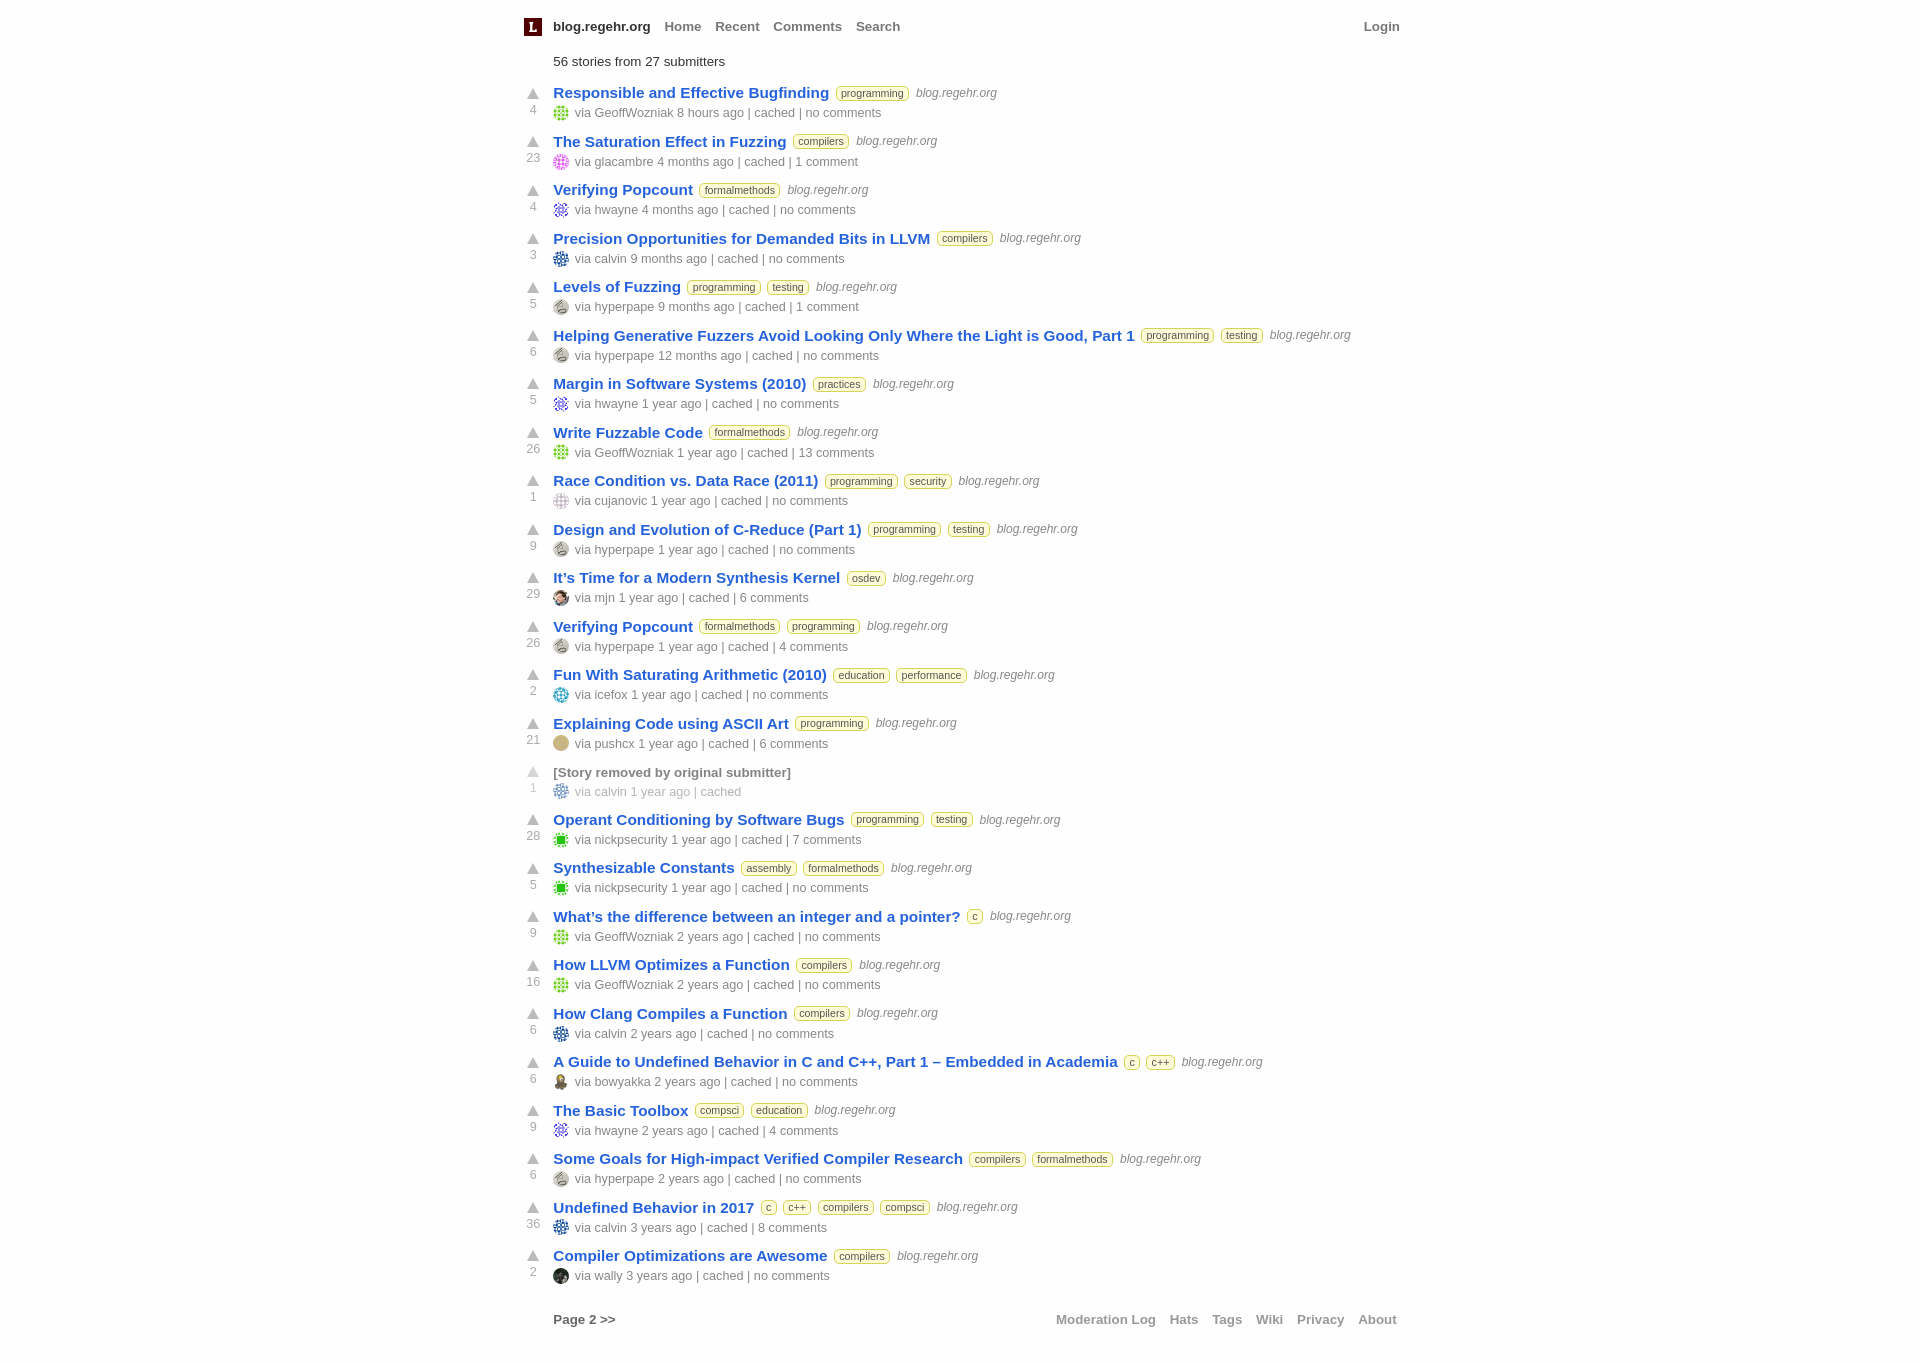 L blog.regehr.org Home Recent Comments Search Login
56 stories from 27 submitters
Responsible and Effective Bugfinding programming blog.regehr.org
4 via GeoffWozniak 8 hours ago | cached | no comments
The Saturation Effect in Fuzzing compilers blog.regehr.org
23 via glacambre 4 months ago | cached | 1 comment
Verifying Popcount formalmethods blog.regehr.org
4 via hwayne 4 months ago | cached | no comments
Precision Opportunities for Demanded Bits in LLVM compilers blog.regehr.org
3 via calvin 9 months ago | cached | no comments
Levels of Fuzzing programming testing blog.regehr.org
5 via hyperpape 9 months ago | cached | 1 comment
Helping Generative Fuzzers Avoid Looking Only Where the Light is Good, Part 1 programming testing blog.regehr.org
6 via hyperpape 12 months ago | cached | no comments
Margin in Software Systems (2010) practices blog.regehr.org
5 via hwayne 1 year ago | cached | no comments
Write Fuzzable Code formalmethods blog.regehr.org
26 via GeoffWozniak 1 year ago | cached | 13 comments
Race Condition vs. Data Race (2011) programming security blog.regehr.org
1 via cujanovic 1 year ago | cached | no comments
Design and Evolution of C-Reduce (Part 1) programming testing blog.regehr.org
9 via hyperpape 1 year ago | cached | no comments
It’s Time for a Modern Synthesis Kernel osdev blog.regehr.org
29 via mjn 1 year ago | cached | 6 comments
Verifying Popcount formalmethods programming blog.regehr.org
26 via hyperpape 1 year ago | cached | 4 comments
Fun With Saturating Arithmetic (2010) education performance blog.regehr.org
2 via icefox 1 year ago | cached | no comments
Explaining Code using ASCII Art programming blog.regehr.org
21 via pushcx 1 year ago | cached | 6 comments
[Story removed by original submitter]
1 via calvin 1 year ago | cached
Operant Conditioning by Software Bugs programming testing blog.regehr.org
28 via nickpsecurity 1 year ago | cached | 7 comments
Synthesizable Constants assembly formalmethods blog.regehr.org
5 via nickpsecurity 1 year ago | cached | no comments
What’s the difference between an integer and a pointer? c blog.regehr.org
9 via GeoffWozniak 2 years ago | cached | no comments
How LLVM Optimizes a Function compilers blog.regehr.org
16 via GeoffWozniak 2 years ago | cached | no comments
How Clang Compiles a Function compilers blog.regehr.org
6 via calvin 2 years ago | cached | no comments
A Guide to Undefined Behavior in C and C++, Part 1 – Embedded in Academia c c++ blog.regehr.org
6 via bowyakka 2 years ago | cached | no comments
The Basic Toolbox compsci education blog.regehr.org
9 via hwayne 2 years ago | cached | 4 comments
Some Goals for High-impact Verified Compiler Research compilers formalmethods blog.regehr.org
6 via hyperpape 2 years ago | cached | no comments
Undefined Behavior in 2017 c c++ compilers compsci blog.regehr.org
36 via calvin 3 years ago | cached | 8 comments
Compiler Optimizations are Awesome compilers blog.regehr.org
2 via wally 3 years ago | cached | no comments
Page 2 >> Moderation Log Hats Tags Wiki Privacy About